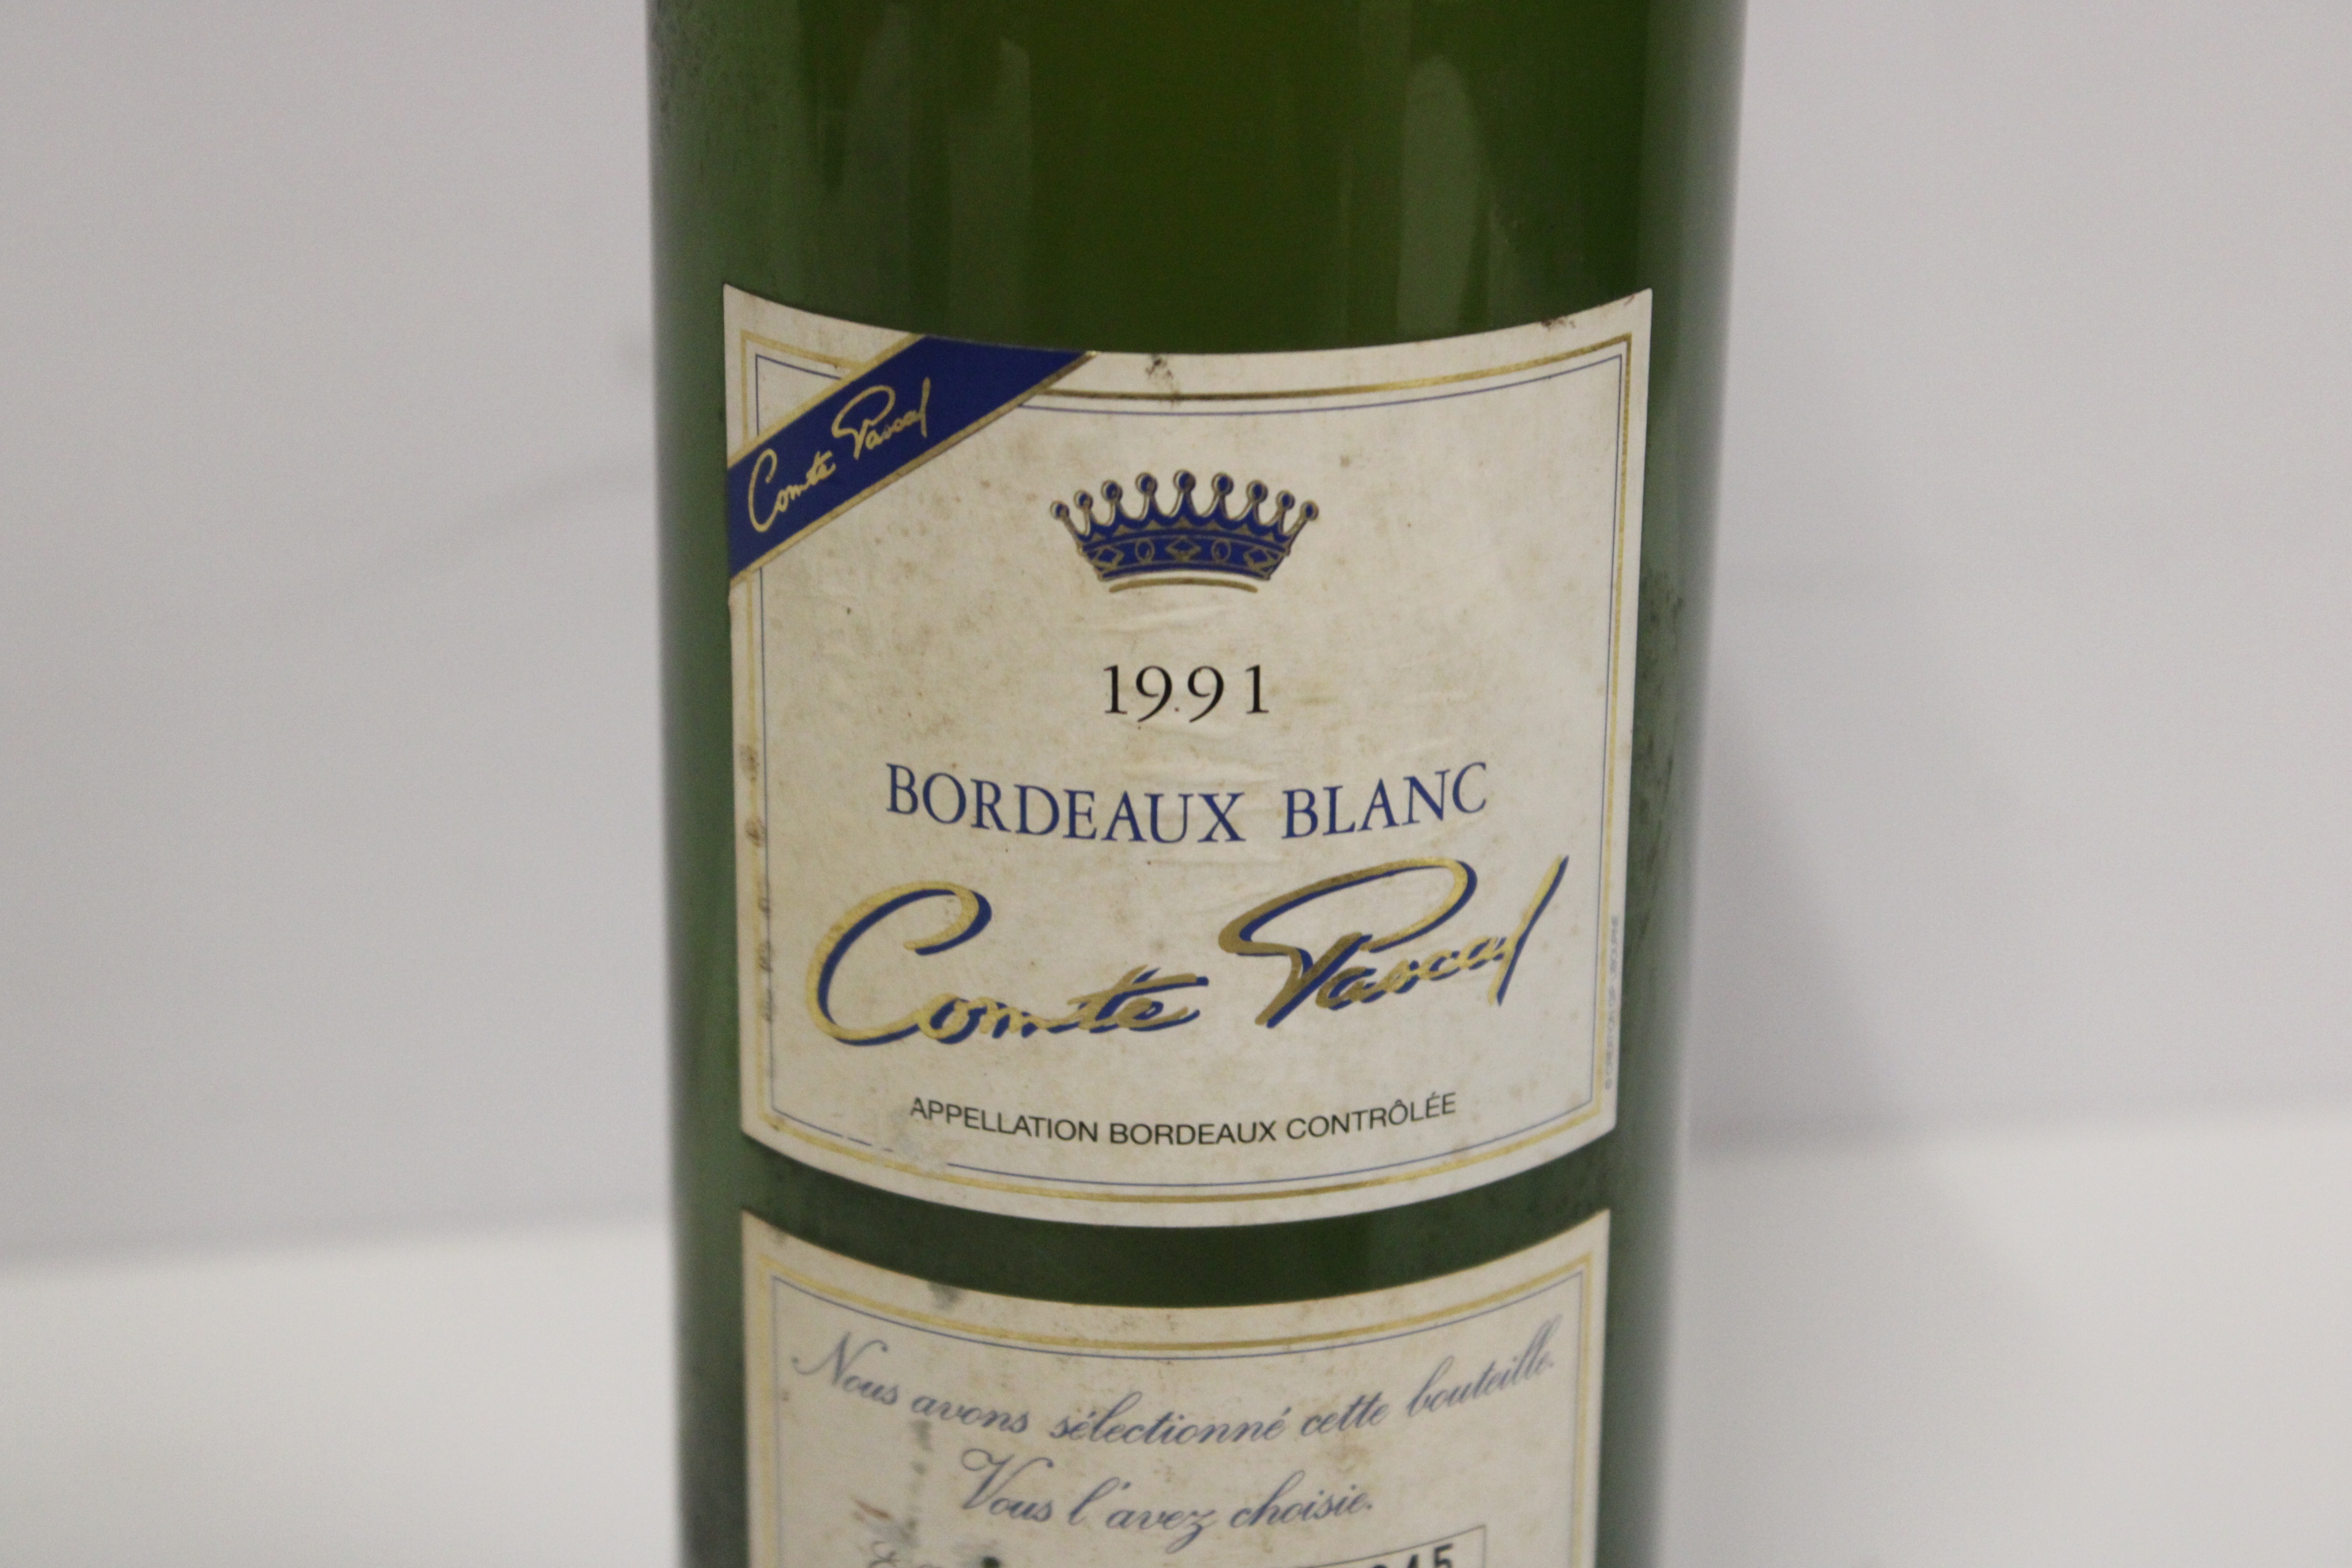 Comte Pascal
1991
BORDEAUX BLANC
Comte Pascal
APPELLATION BORDEAUX CONTRÔLÉE
Nous avons sélectionné cette bouteille.
Vous l'avez choisie.